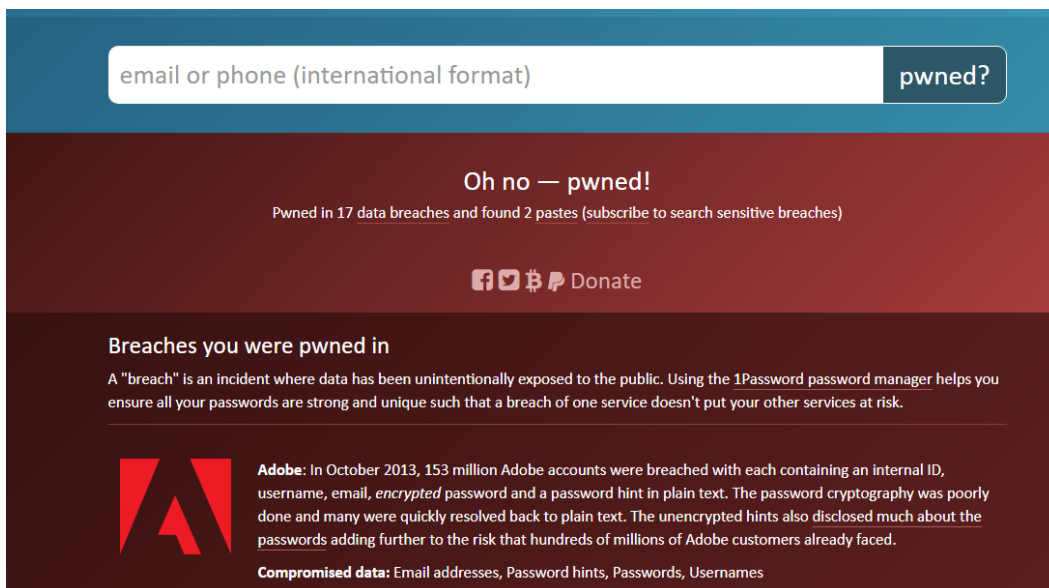 email or phone (international format)
pwned?
Oh no — pwned!
Pwned in 17 data breaches and found 2 pastes (subscribe to search sensitive breaches)
Donate
Breaches you were pwned in
A "breach" is an incident where data has been unintentionally exposed to the public. Using the 1Password password manager helps you
ensure all your passwords are strong and unique such that a breach of one service doesn't put your other services at risk.
Adobe: In October 2013, 153 million Adobe accounts were breached with each containing an internal ID,
username, email, encrypted password and a password hint in plain text. The password cryptography was poorly
done and many were quickly resolved back to plain text. The unencrypted hints also disclosed much about the
passwords adding further to the risk that hundreds of millions of Adobe customers already faced.
Compromised data: Email addresses, Password hints, Passwords, Usernames